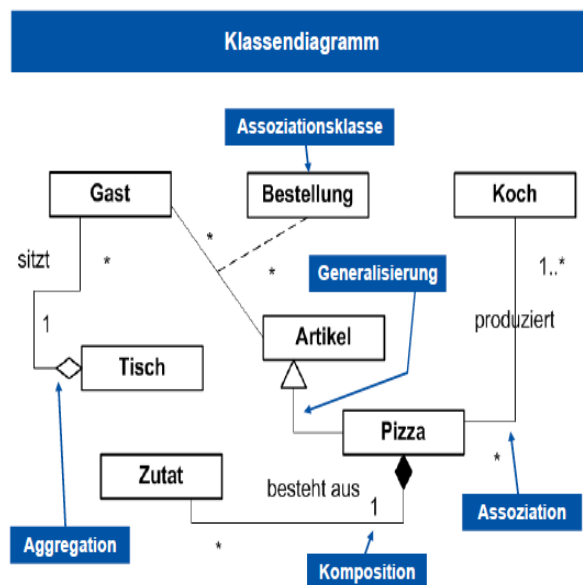 Klassendiagramm
Assoziationsklasse
Gast
Bestellung
Koch
sitzt
*
*
*
1..*
Generalisierung
1
produziert
Artikel
Tisch
Pizza
*
Zutat
besteht aus
1
Assoziation
*
Aggregation
Komposition